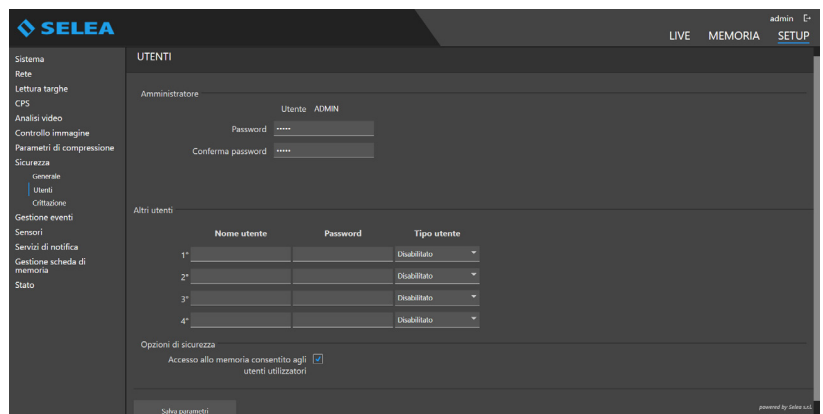 SELEA
admin
LIVE MEMORIA SETUP
Sistema
Rete
Lettura targhe
CPS
Analisi video
Controllo immagine
Parametri di compressione
Sicurezza
Generale
Utenti
Crittazione
Gestione eventi
Sensori
Servizi di notifica
Gestione scheda di
memoria
Stato
UTENTI
Amministratore
Utente ADMIN
Password •••••
Conferma password •••••
Altri utenti
Nome utente Password Tipo utente
1° Disabilitato
2° Disabilitato
3° Disabilitato
4° Disabilitato
Opzioni di sicurezza
Accesso allo memoria consentito agli
utenti utilizzatori
Salva parametri
powered by Selea s.r.l.